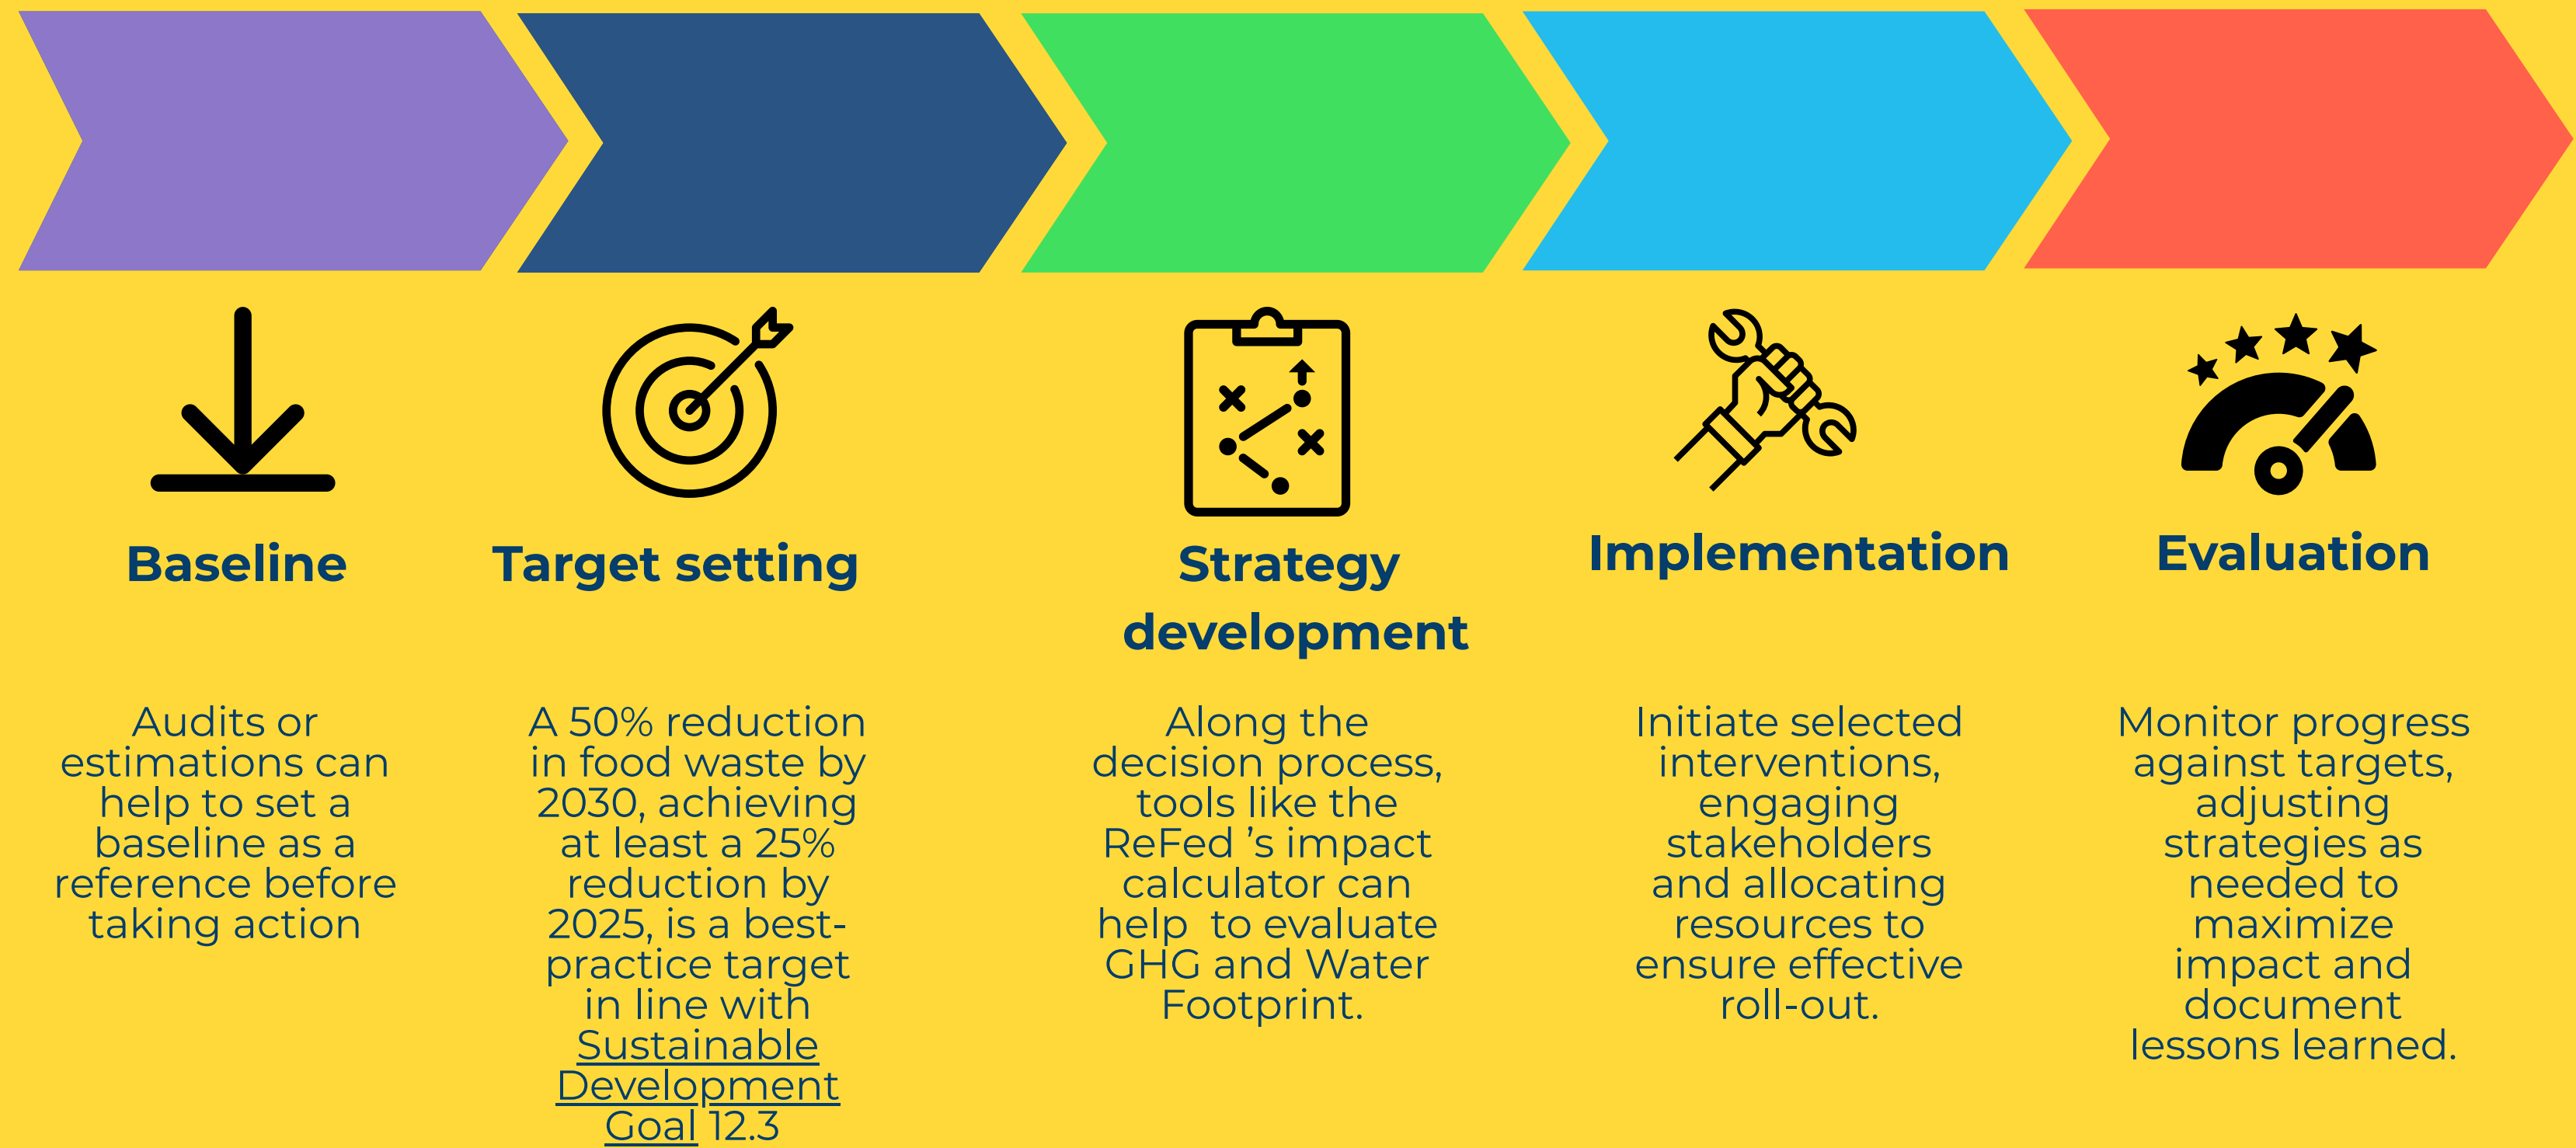 Baseline
Audits or
estimations can
help to set a
baseline as a
reference before
taking action
Target setting
A 50% reduction
in food waste by
2030, achieving
at least a 25%
reduction by
2025, is a best-
practice target
in line with
Sustainable
Development
Goal 12.3
Strategy
development
Along the
decision process,
tools like the
ReFed ’s impact
calculator can
help  to evaluate
GHG and Water
Footprint.
Implementation
Initiate selected
interventions,
engaging
stakeholders
and allocating
resources to
ensure effective
roll-out.
Evaluation
Monitor progress
against targets,
adjusting
strategies as
needed to
maximize
impact and
document
lessons learned.